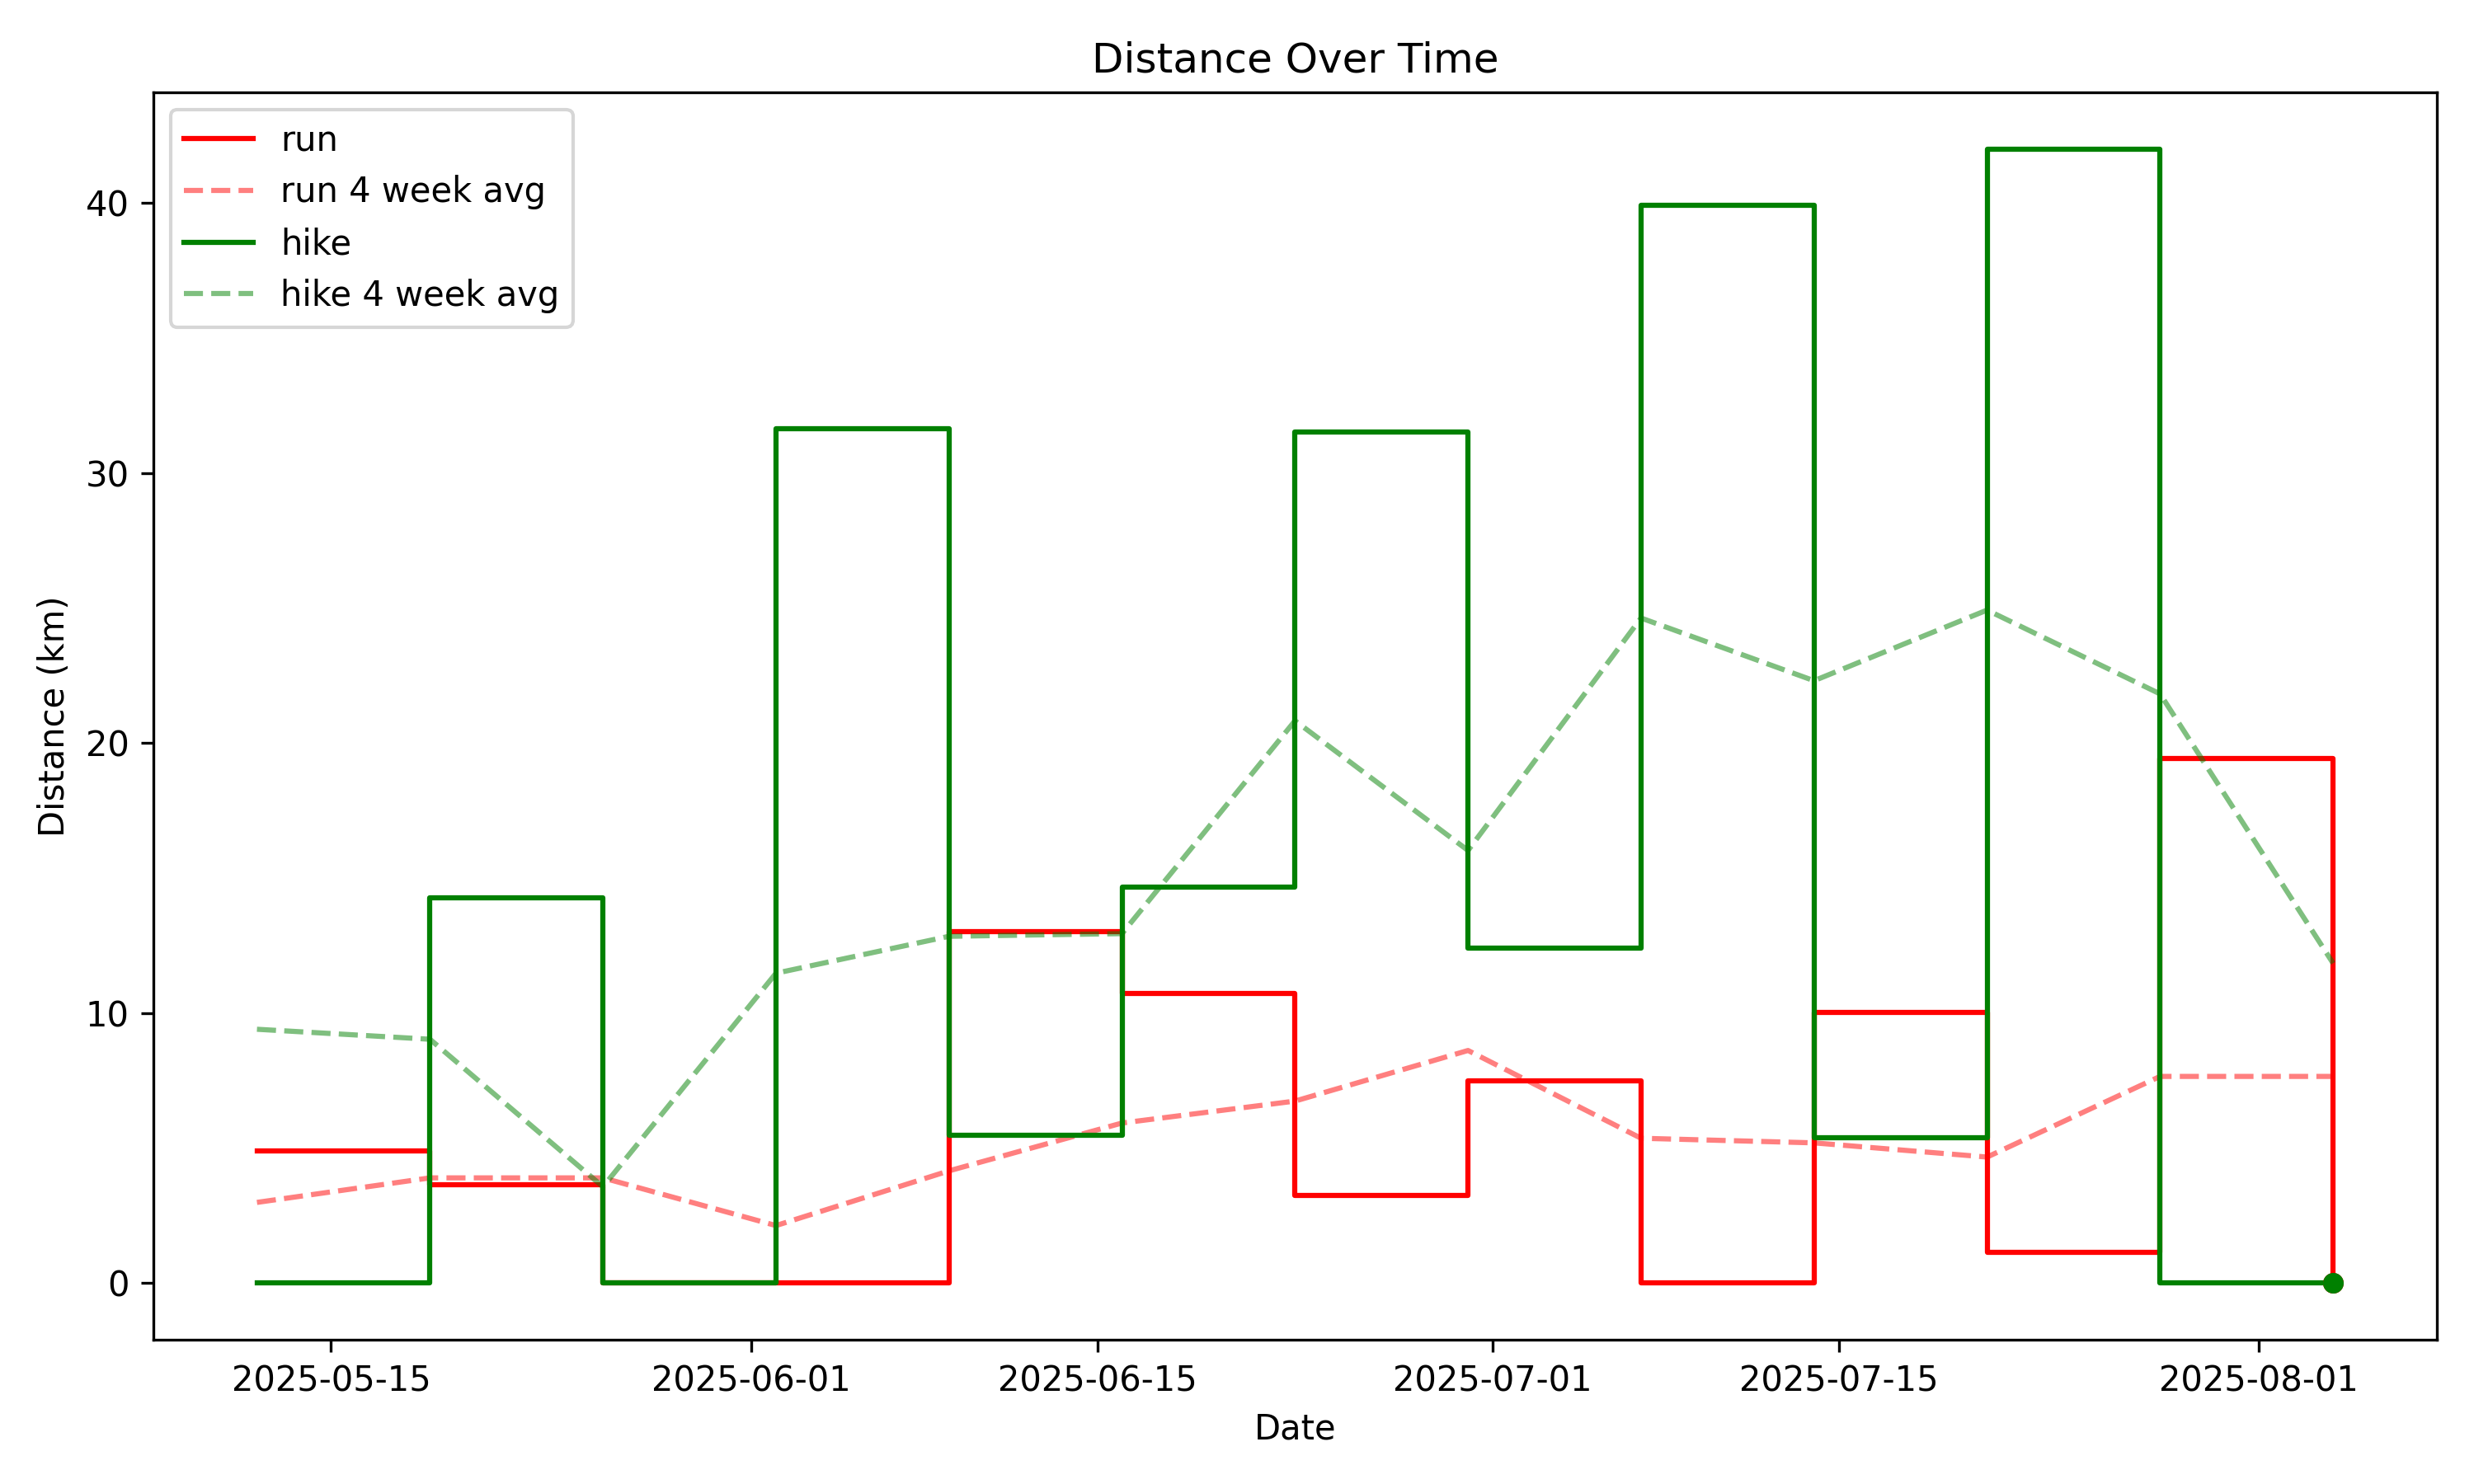 Distance Over Time
run
run 4 week avg
hike
hike 4 week avg
40
30
20
10
0
Distance (km)
2025-05-15 2025-06-01 2025-06-15 2025-07-01 2025-07-15 2025-08-01
Date